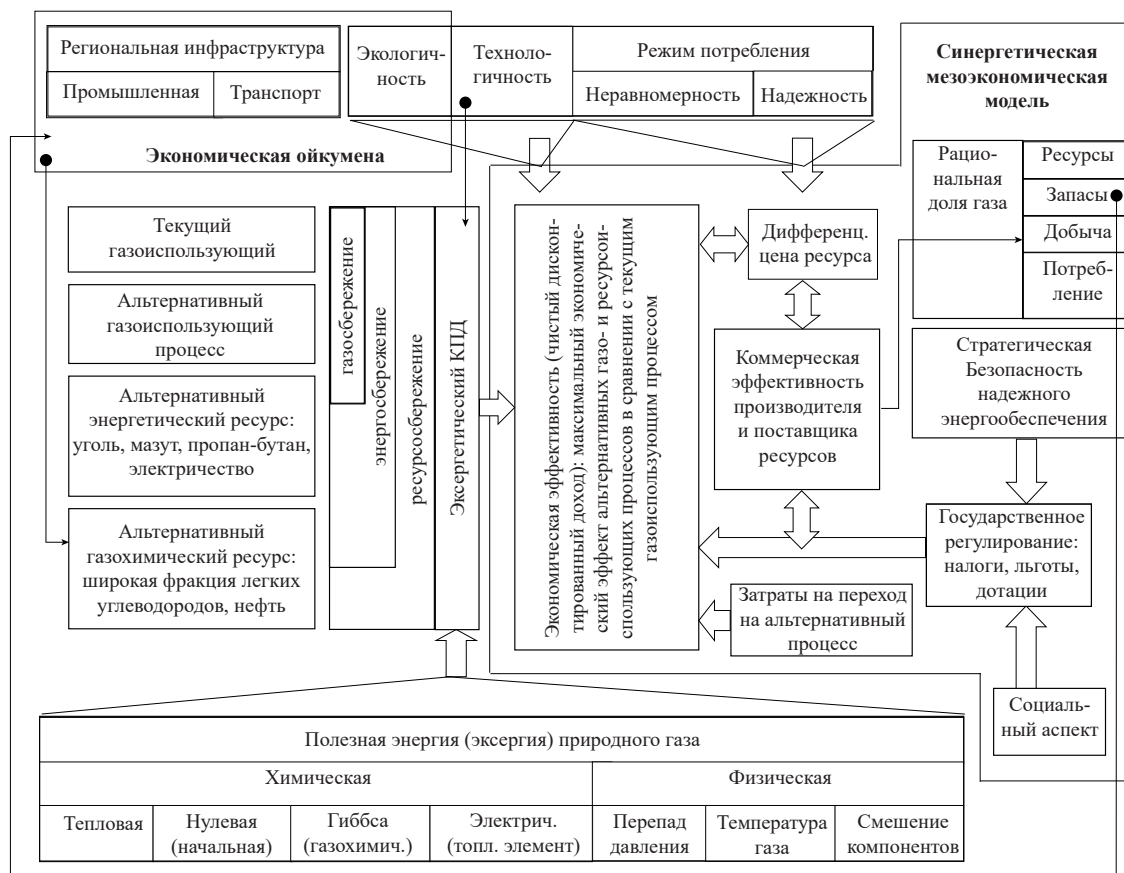 Региональная инфраструктура
Промышленная
Транспорт
Экономическая ойкумена
Экологич-
ность
Техноло-
гичность
Режим потребления
Неравномерность
Надежность
Синергетическая
мезоэкономическая
модель
Рацио-
нальная
доля газа
Ресурсы
Запасы
Добыча
Потреб-
ление
Текущий
газоиспользующий
Альтернативный
газоиспользующий
процесс
Альтернативный
энергетический ресурс:
уголь, мазут, пропан-бутан,
электричество
Альтернативный
газохимический ресурс:
широкая фракция легких
углеводородов, нефть
газосбережение
энергосбережение
ресурсосбережение
Эксергетический КПД
Экономическая эффективность (чистый дискон-
тированный доход): максимальный экономиче-
ский эффект альтернативных газо- и ресурсои-
спользующих процессов в сравнении с текущим
газоиспользующим процессом
Дифференц.
цена ресурса
Коммерческая
эффективность
производителя
и поставщика
ресурсов
Стратегическая
Безопасность
надежного
энергообеспечения
Государственное
регулирование:
налоги, льготы,
дотации
Затраты на переход
на альтернативный
процесс
Социаль-
ный аспект
Полезная энергия (эксергия) природного газа
Химическая
Физическая
Тепловая
Нулевая
(начальная)
Гиббса
(газохимич.)
Электрич.
(топл. элемент)
Перепад
давления
Температура
газа
Смешение
компонентов